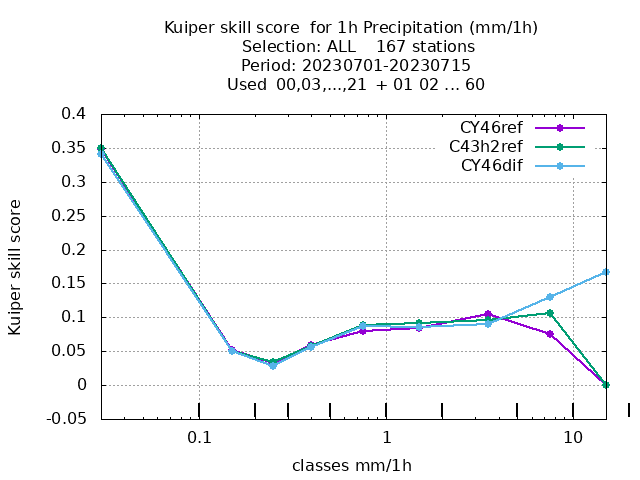 Kuiper skill score  for 1h Precipitation (mm/1h)
Selection: ALL    167 stations
Period: 20230701-20230715
Used  00,03,...,21  + 01 02 ... 60
CY46ref
C43h2ref
CY46dif
0.4
0.35
0.3
0.25
0.2
0.15
0.1
0.05
0
-0.05
Kuiper skill score
0.1
1
10
classes mm/1h